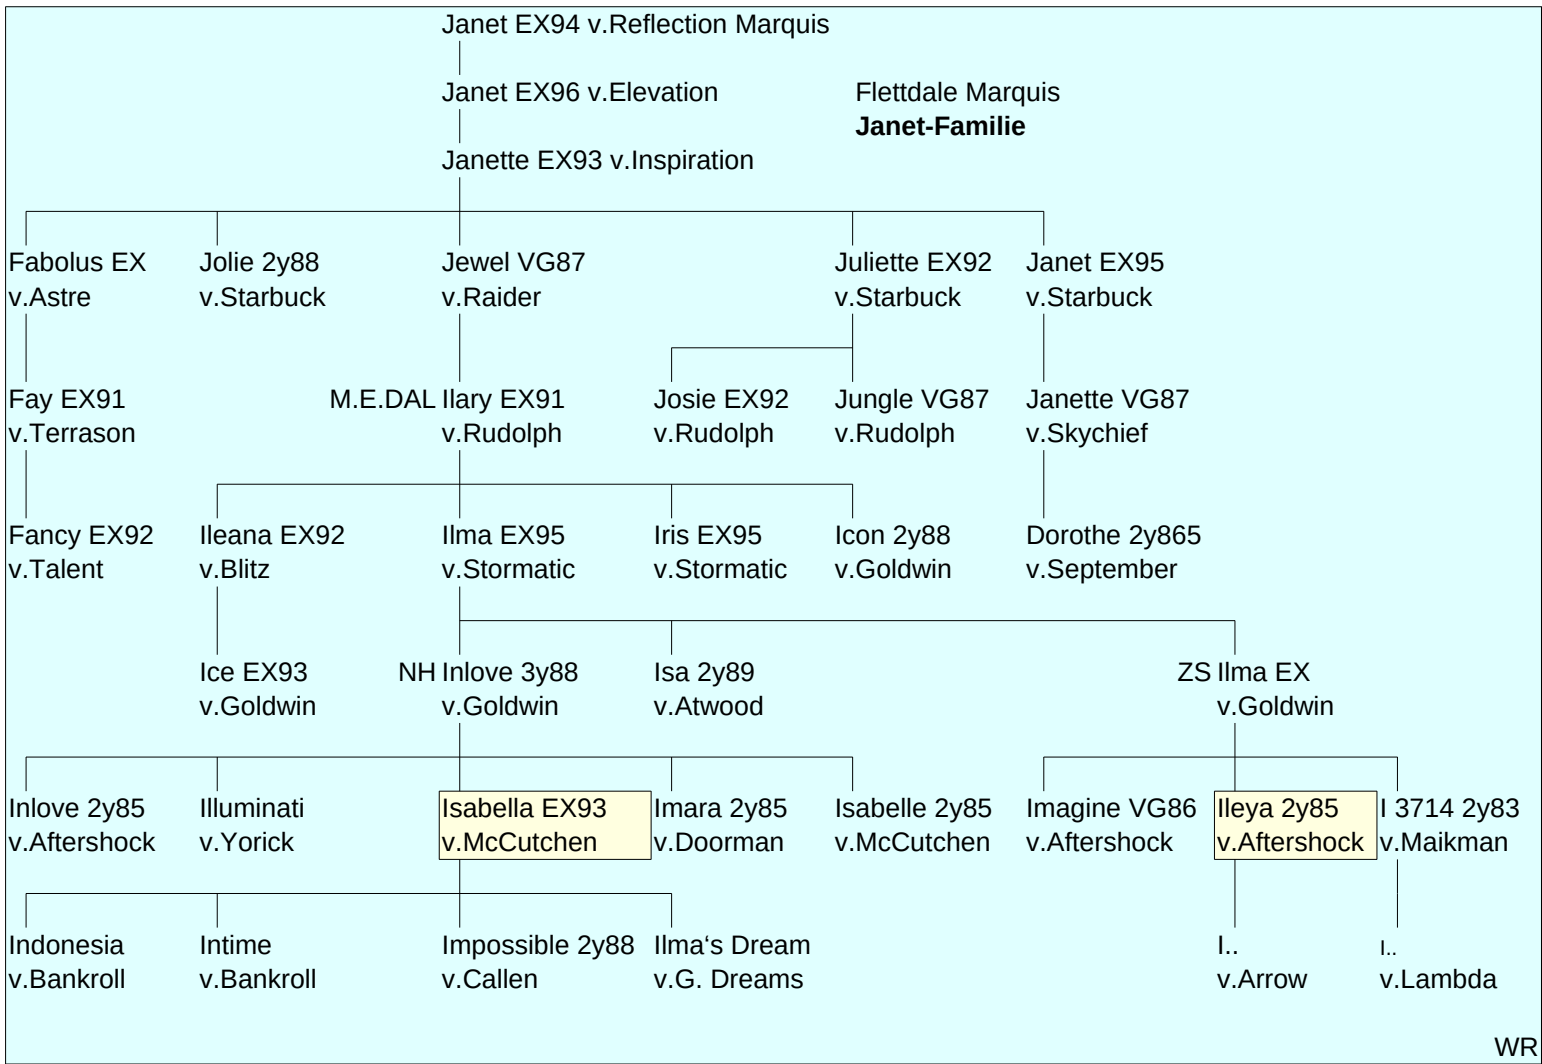 Janet EX94 v.Reflection Marquis
Janet EX96 v.Elevation
Flettdale Marquis
Janet-Familie
Janette EX93 v.Inspiration
Fabolus EX
v.Astre
Jolie 2y88
v.Starbuck
Jewel VG87
v.Raider
Juliette EX92
v.Starbuck
Janet EX95
v.Starbuck
Fay EX91
v.Terrason
M.E.DAL Ilary EX91
v.Rudolph
Josie EX92
v.Rudolph
Jungle VG87
v.Rudolph
Janette VG87
v.Skychief
Fancy EX92
v.Talent
Ileana EX92
v.Blitz
Ilma EX95
v.Stormatic
Iris EX95
v.Stormatic
Icon 2y88
v.Goldwin
Dorothe 2y865
v.September
Ice EX93
v.Goldwin
NH Inlove 3y88
v.Goldwin
Isa 2y89
v.Atwood
ZS Ilma EX
v.Goldwin
Inlove 2y85
v.Aftershock
Illuminati
v.Yorick
Isabella EX93
v.McCutchen
Imara 2y85
v.Doorman
Isabelle 2y85
v.McCutchen
Imagine VG86
v.Aftershock
Ileya 2y85
v.Aftershock
I 3714 2y83
v.Maikman
Indonesia
v.Bankroll
Intime
v.Bankroll
Impossible 2y88
v.Callen
Ilma‘s Dream
v.G. Dreams
I..
v.Arrow
I..
v.Lambda
WR